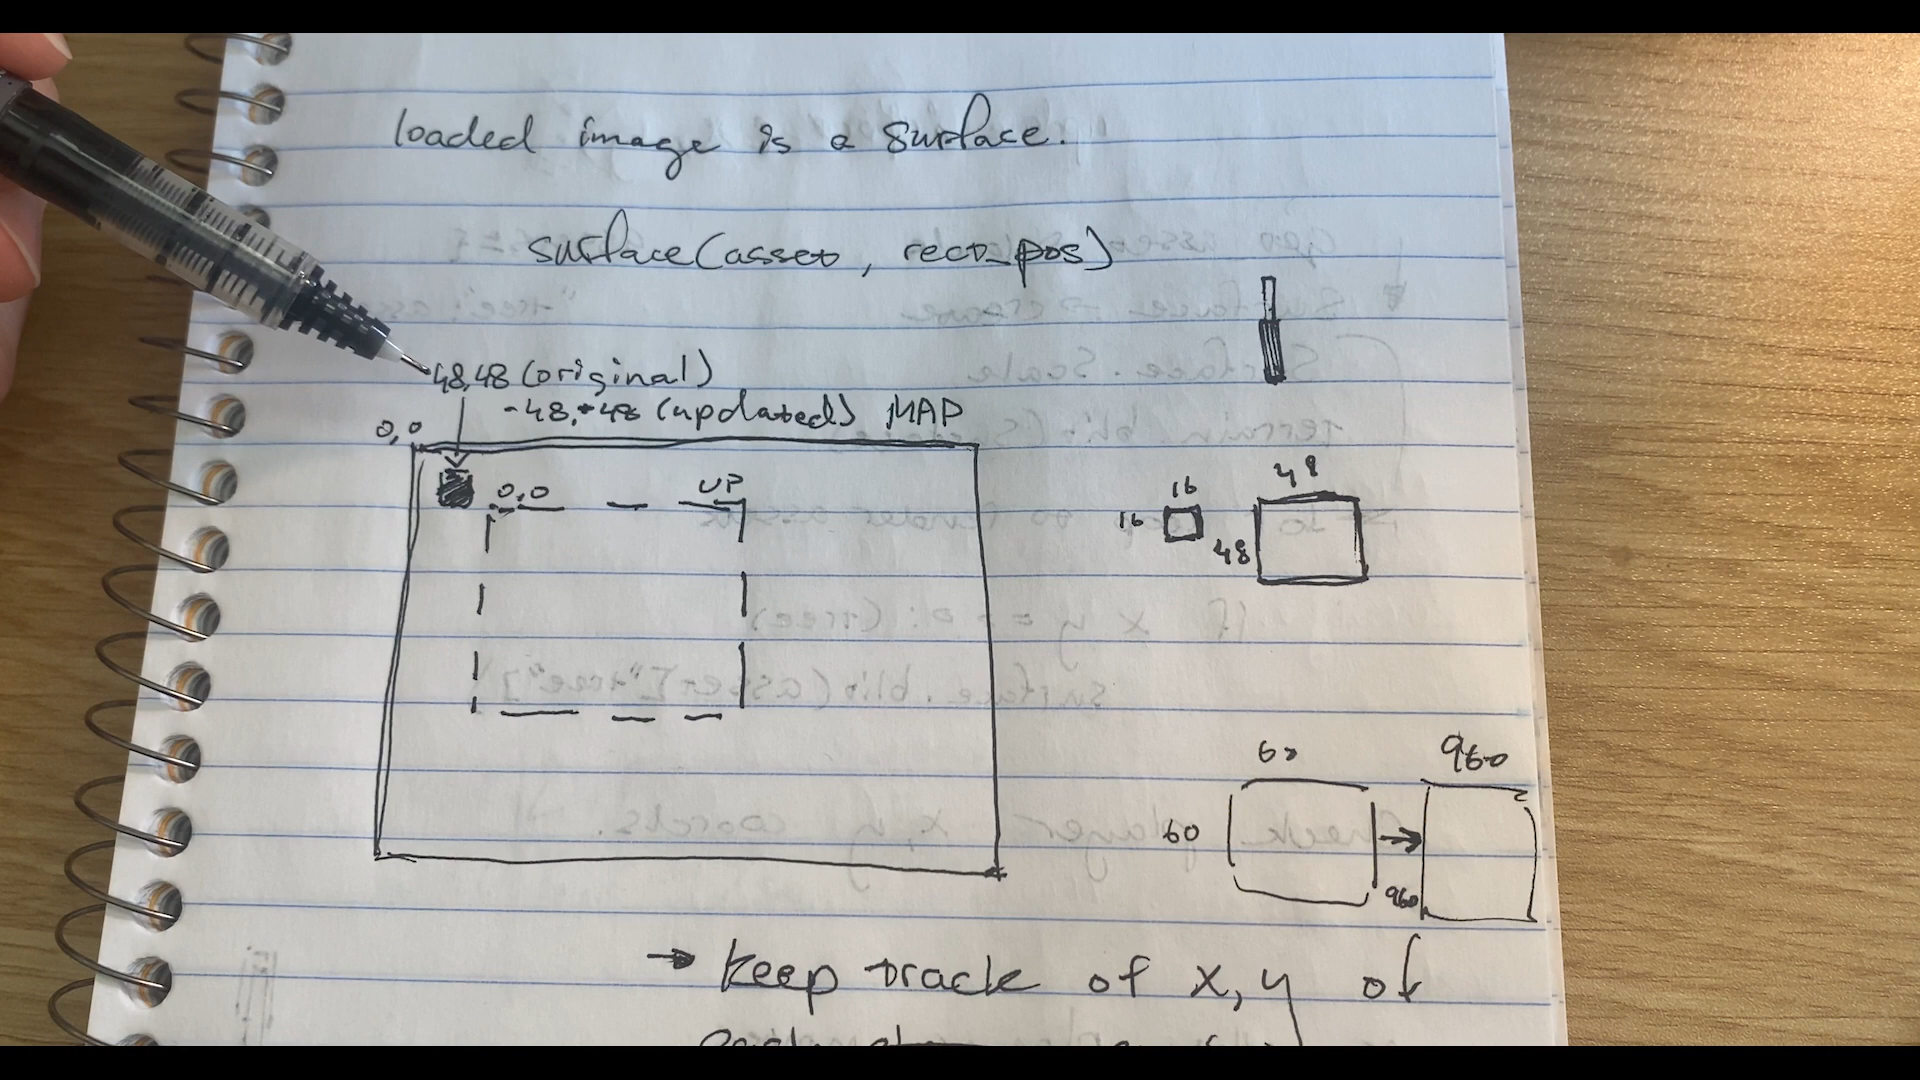 loaded image is a surface.
surface(asset, rect_pos)
48,48 (original)
-48,-48 (updated) MAP
0,0
0,0 UP
16
48
16
48
60
960
60
960
→ keep track of x, y of